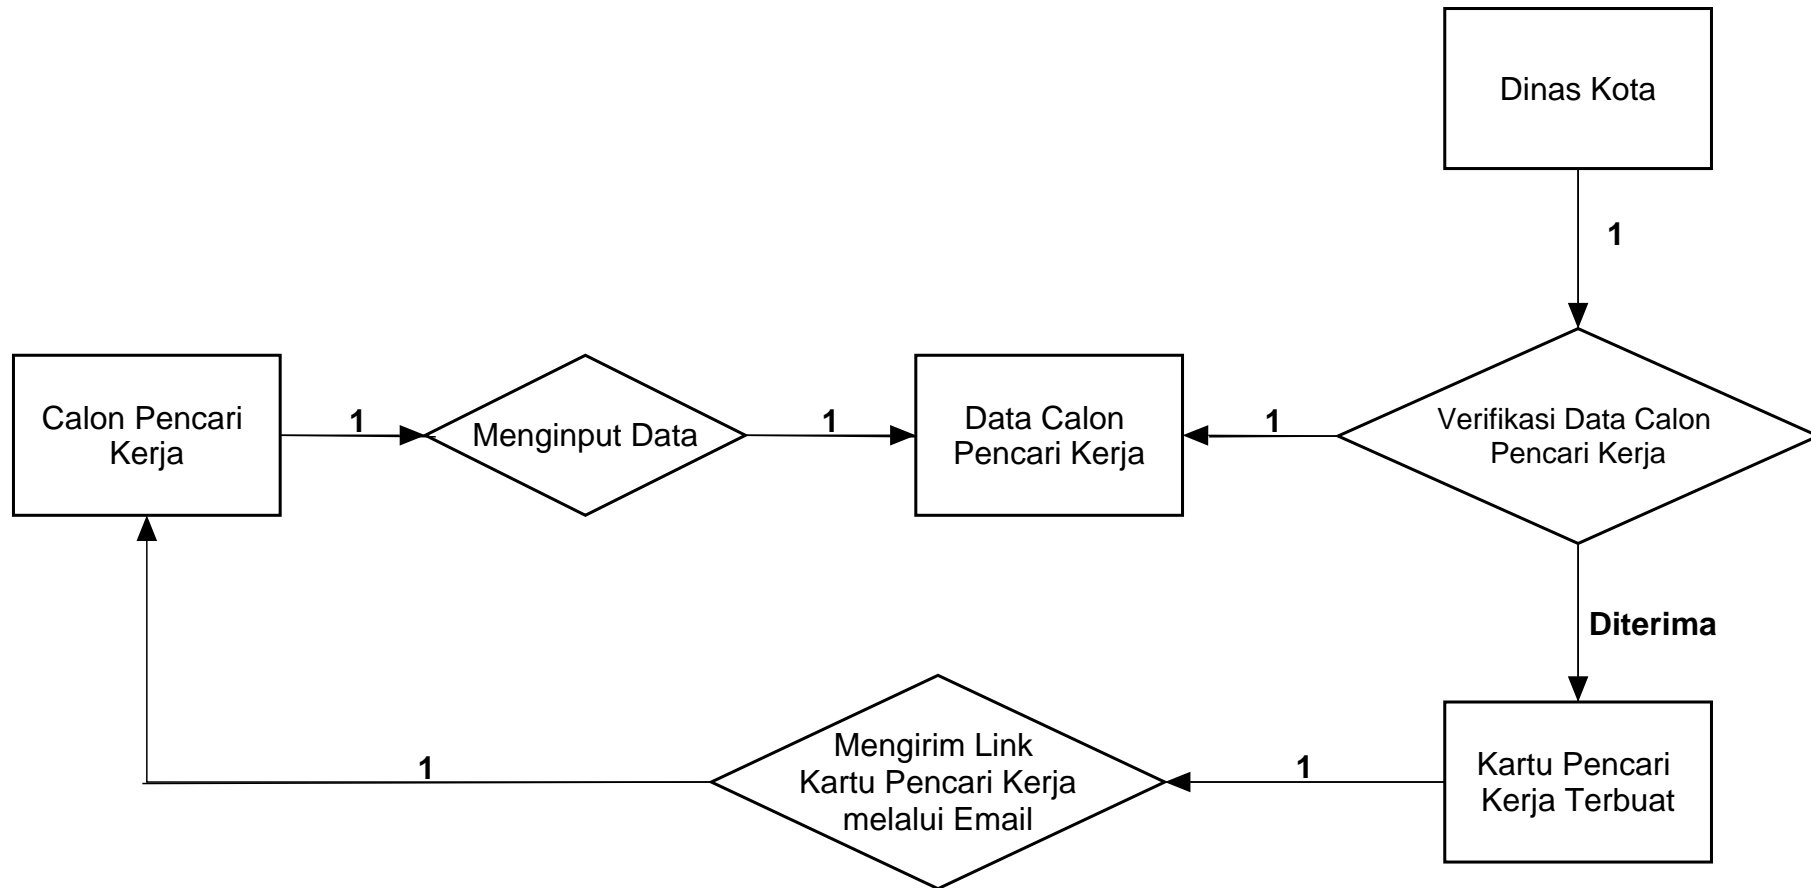 Dinas Kota
1
Calon Pencari
Kerja
1
Menginput Data
1
Data Calon
Pencari Kerja
1
Verifikasi Data Calon
Pencari Kerja
Diterima
Mengirim Link
Kartu Pencari Kerja
melalui Email
1
1
Kartu Pencari
Kerja Terbuat